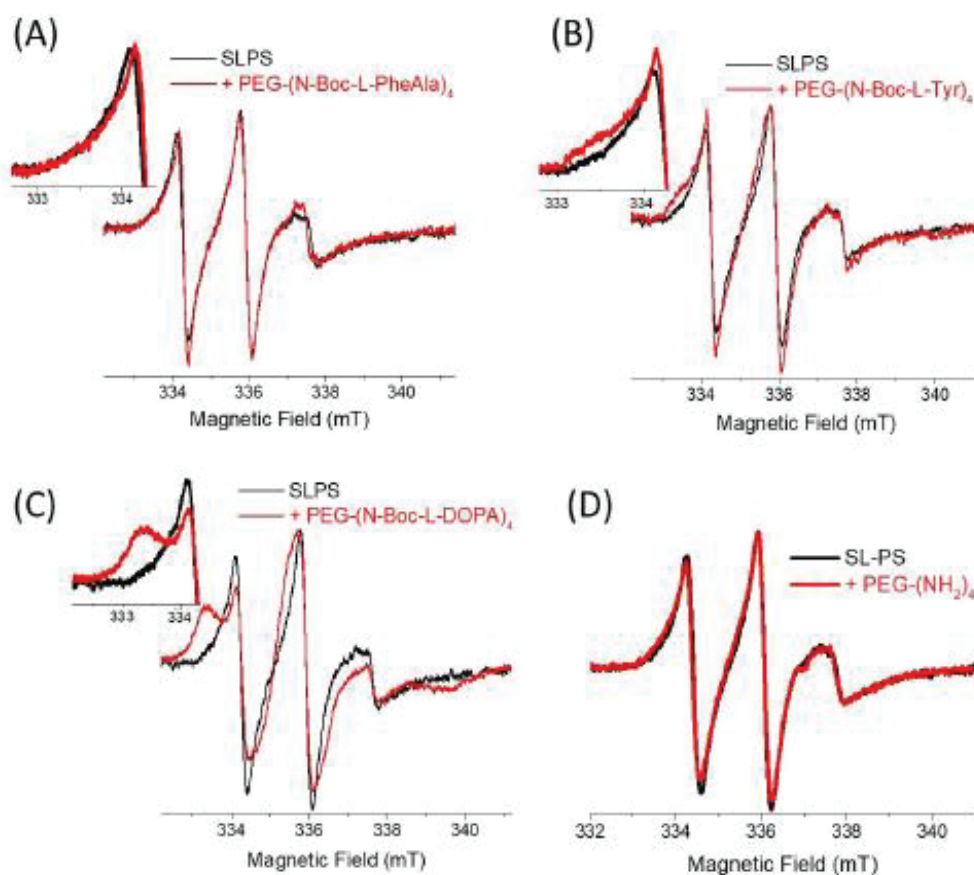 (A)
SLPS
+ PEG-(N-Boc-L-PheAla)4
333 334
334 336 338 340
Magnetic Field (mT)
(B)
SLPS
+ PEG-(N-Boc-L-Tyr)4
333 334
334 336 338 340
Magnetic Field (mT)
(C)
SLPS
+ PEG-(N-Boc-L-DOPA)4
333 334
334 336 338 340
Magnetic Field (mT)
(D)
SL-PS
+ PEG-(NH2)4
332 334 336 338 340
Magnetic Field (mT)